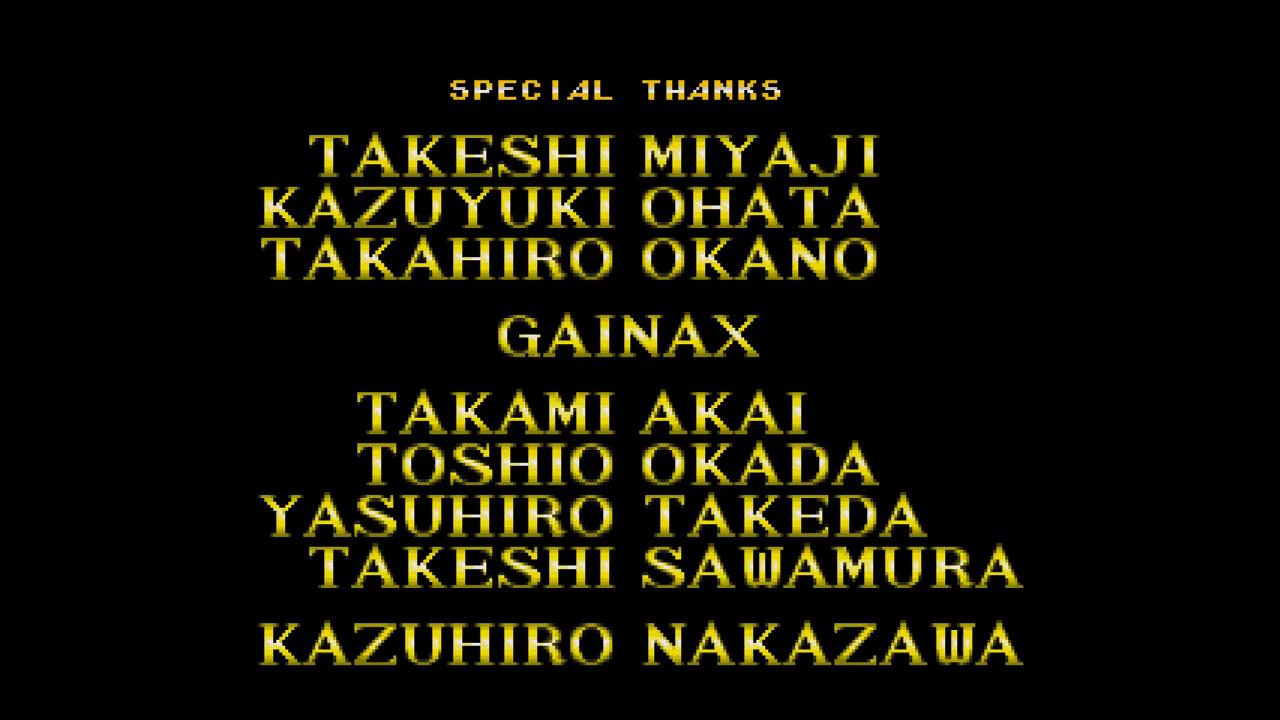 SPECIAL THANKS
TAKESHI MIYAJI
KAZUYUKI OHATA
TAKAHIRO OKANO
GAINAX
TAKAMI AKAI
TOSHIO OKADA
YASUHIRO TAKEDA
TAKESHI SAWAMURA
KAZUHIRO NAKAZAWA